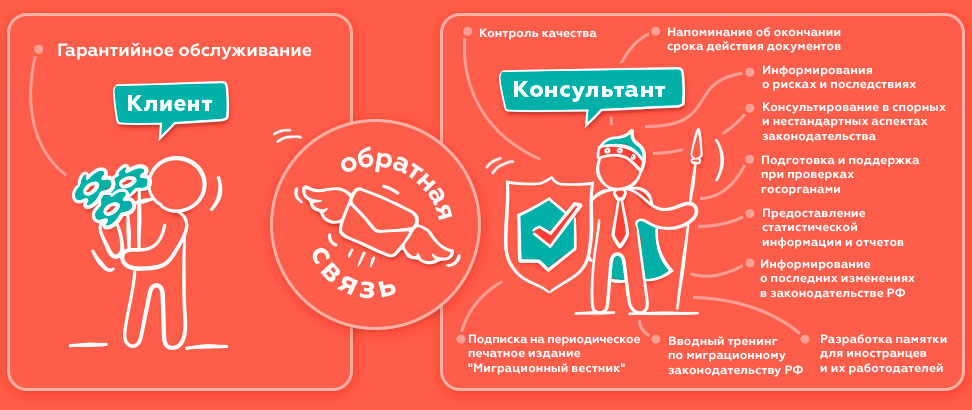 Гарантийное обслуживание
Клиент
обратная
связь
Контроль качества
Напоминание об окончании
срока действия документов
Консультант
Информирования
о рисках и последствиях
Консультирование в спорных
и нестандартных аспектах
законодательства
Подготовка и поддержка
при проверках
госорганами
Предоставление
статистической
информации и отчетов
Информирование
о последних изменениях
в законодательстве РФ
Подписка на периодическое
печатное издание
"Миграционный вестник"
Вводный тренинг
по миграционному
законодательству РФ
Разработка памятки
для иностранцев
и их работодателей